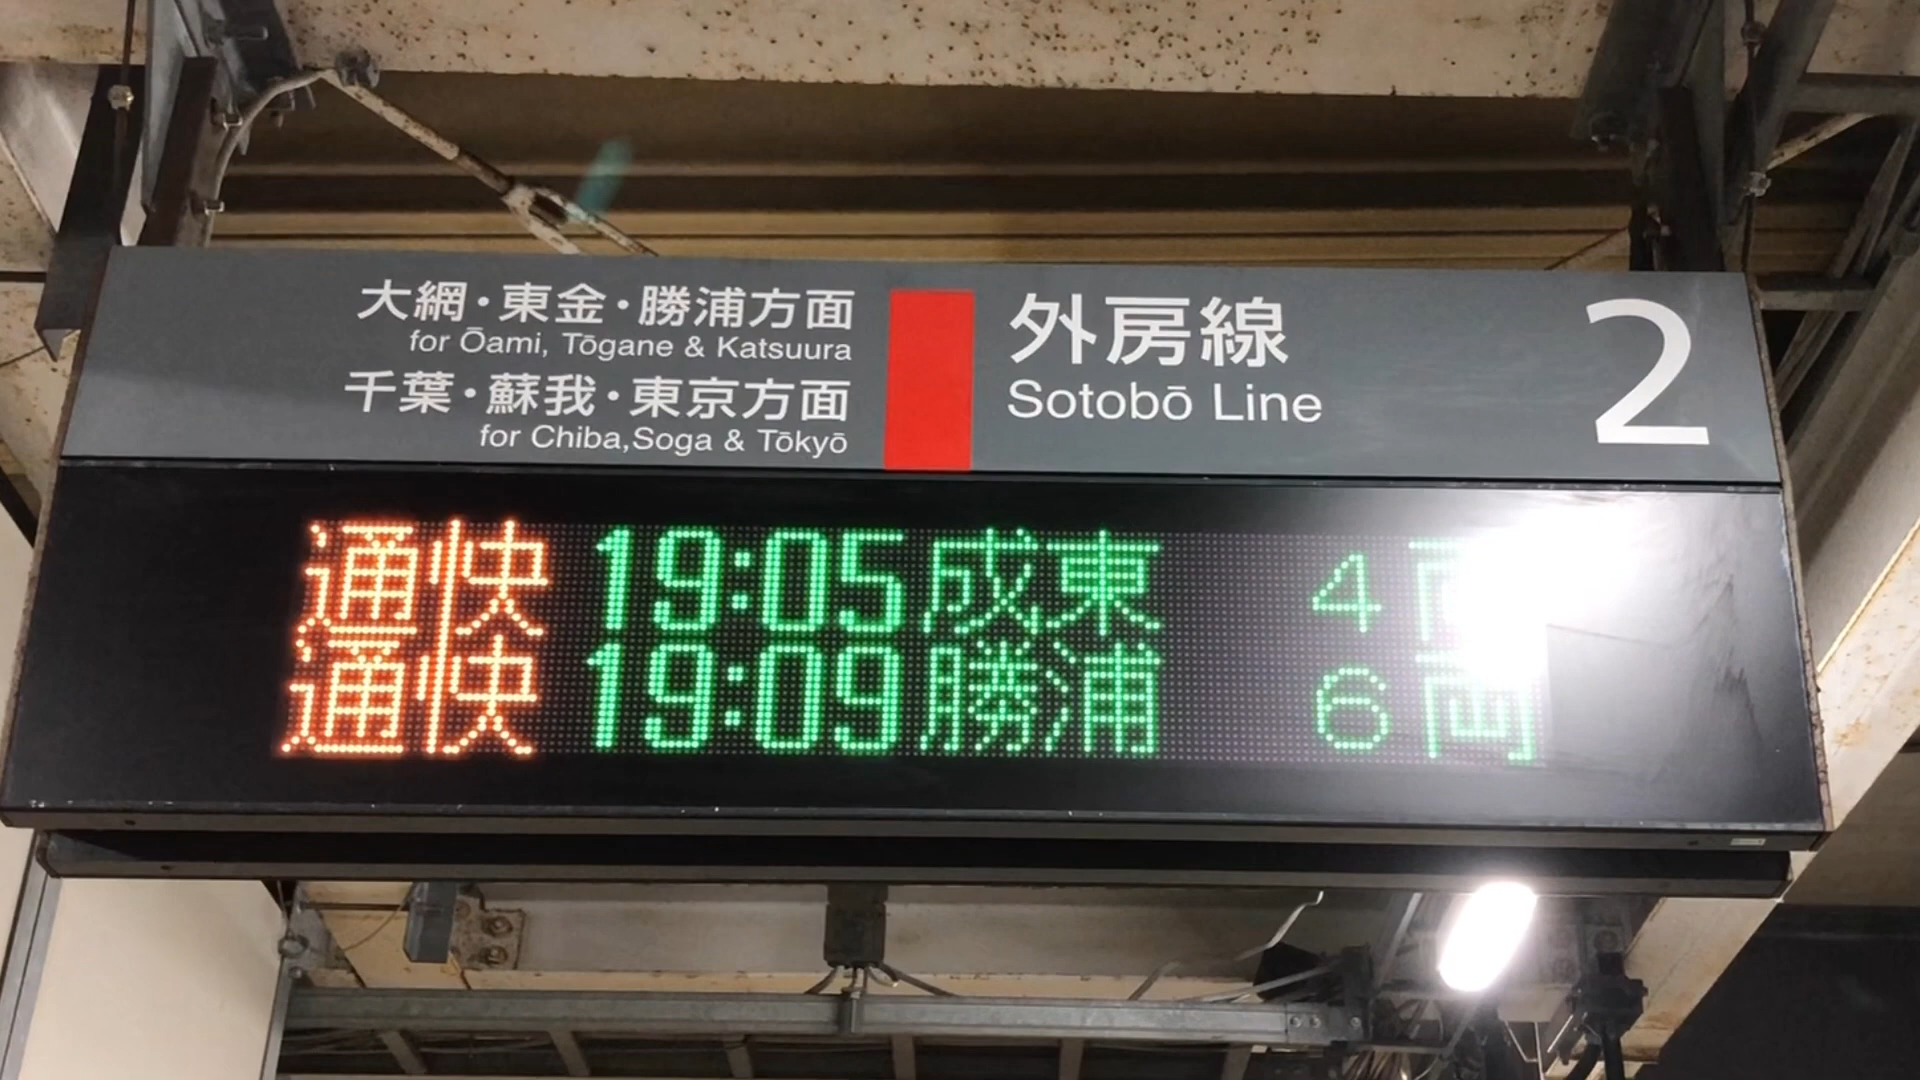 大網・東金・勝浦方面
for Ōami, Tōgane & Katsuura
千葉・蘇我・東京方面
for Chiba,Soga & Tōkyō
外房線
Sotobō Line
2
通快 19:05 成東 4両
通快 19:09 勝浦 6両